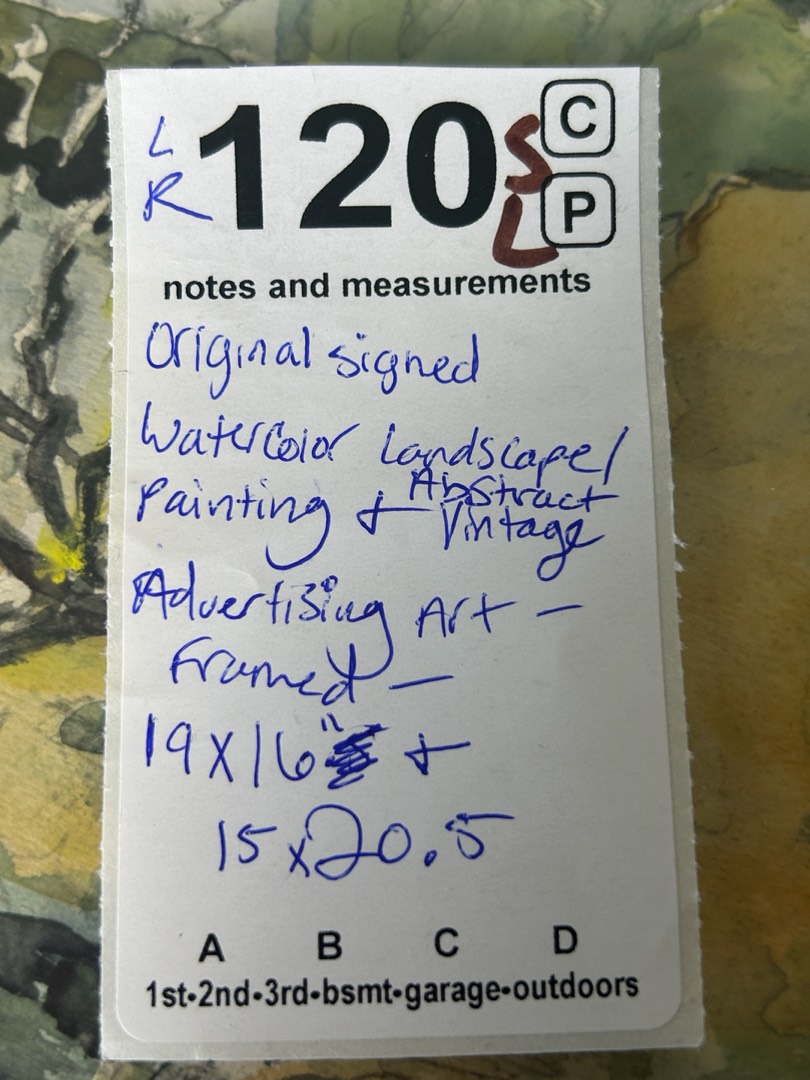 L
R
120
S
L
C
P
notes and measurements
Original signed
Watercolor Landscape/
Abstract
Painting + Vintage
Advertising Art -
Framed -
19x16" +
15x20.5
A B C D
1st•2nd•3rd•bsmt•garage•outdoors